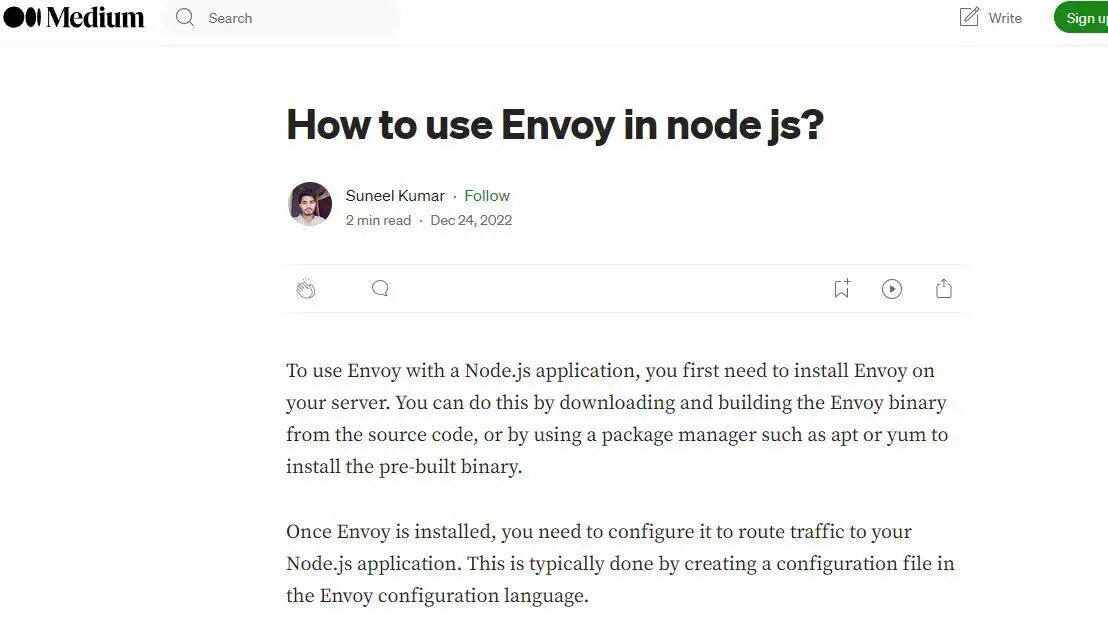 Medium
Search
Write
Sign up
How to use Envoy in node js?
Suneel Kumar · Follow
2 min read · Dec 24, 2022
To use Envoy with a Node.js application, you first need to install Envoy on
your server. You can do this by downloading and building the Envoy binary
from the source code, or by using a package manager such as apt or yum to
install the pre-built binary.
Once Envoy is installed, you need to configure it to route traffic to your
Node.js application. This is typically done by creating a configuration file in
the Envoy configuration language.